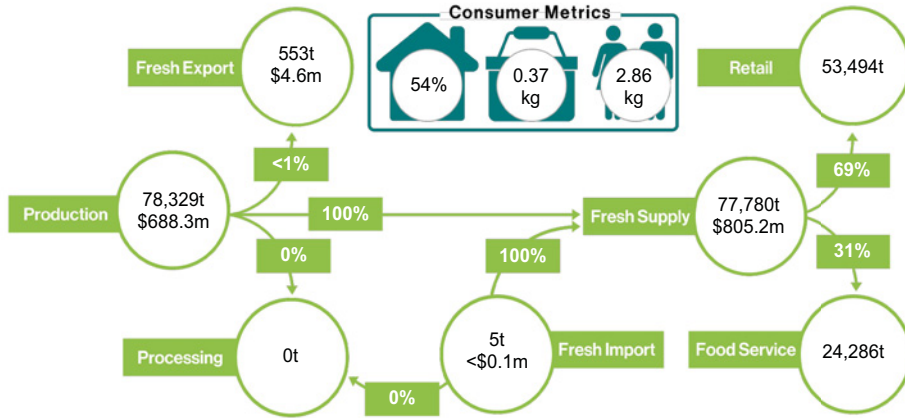 Consumer Metrics
54%
0.37
kg
2.86
kg
Fresh Export
553t
$4.6m
Retail
53,494t
<1%
69%
Production
78,329t
$688.3m
100%
Fresh Supply
77,780t
$805.2m
0%
100%
31%
Processing
0t
5t
<$0.1m
Fresh Import
Food Service
24,286t
0%